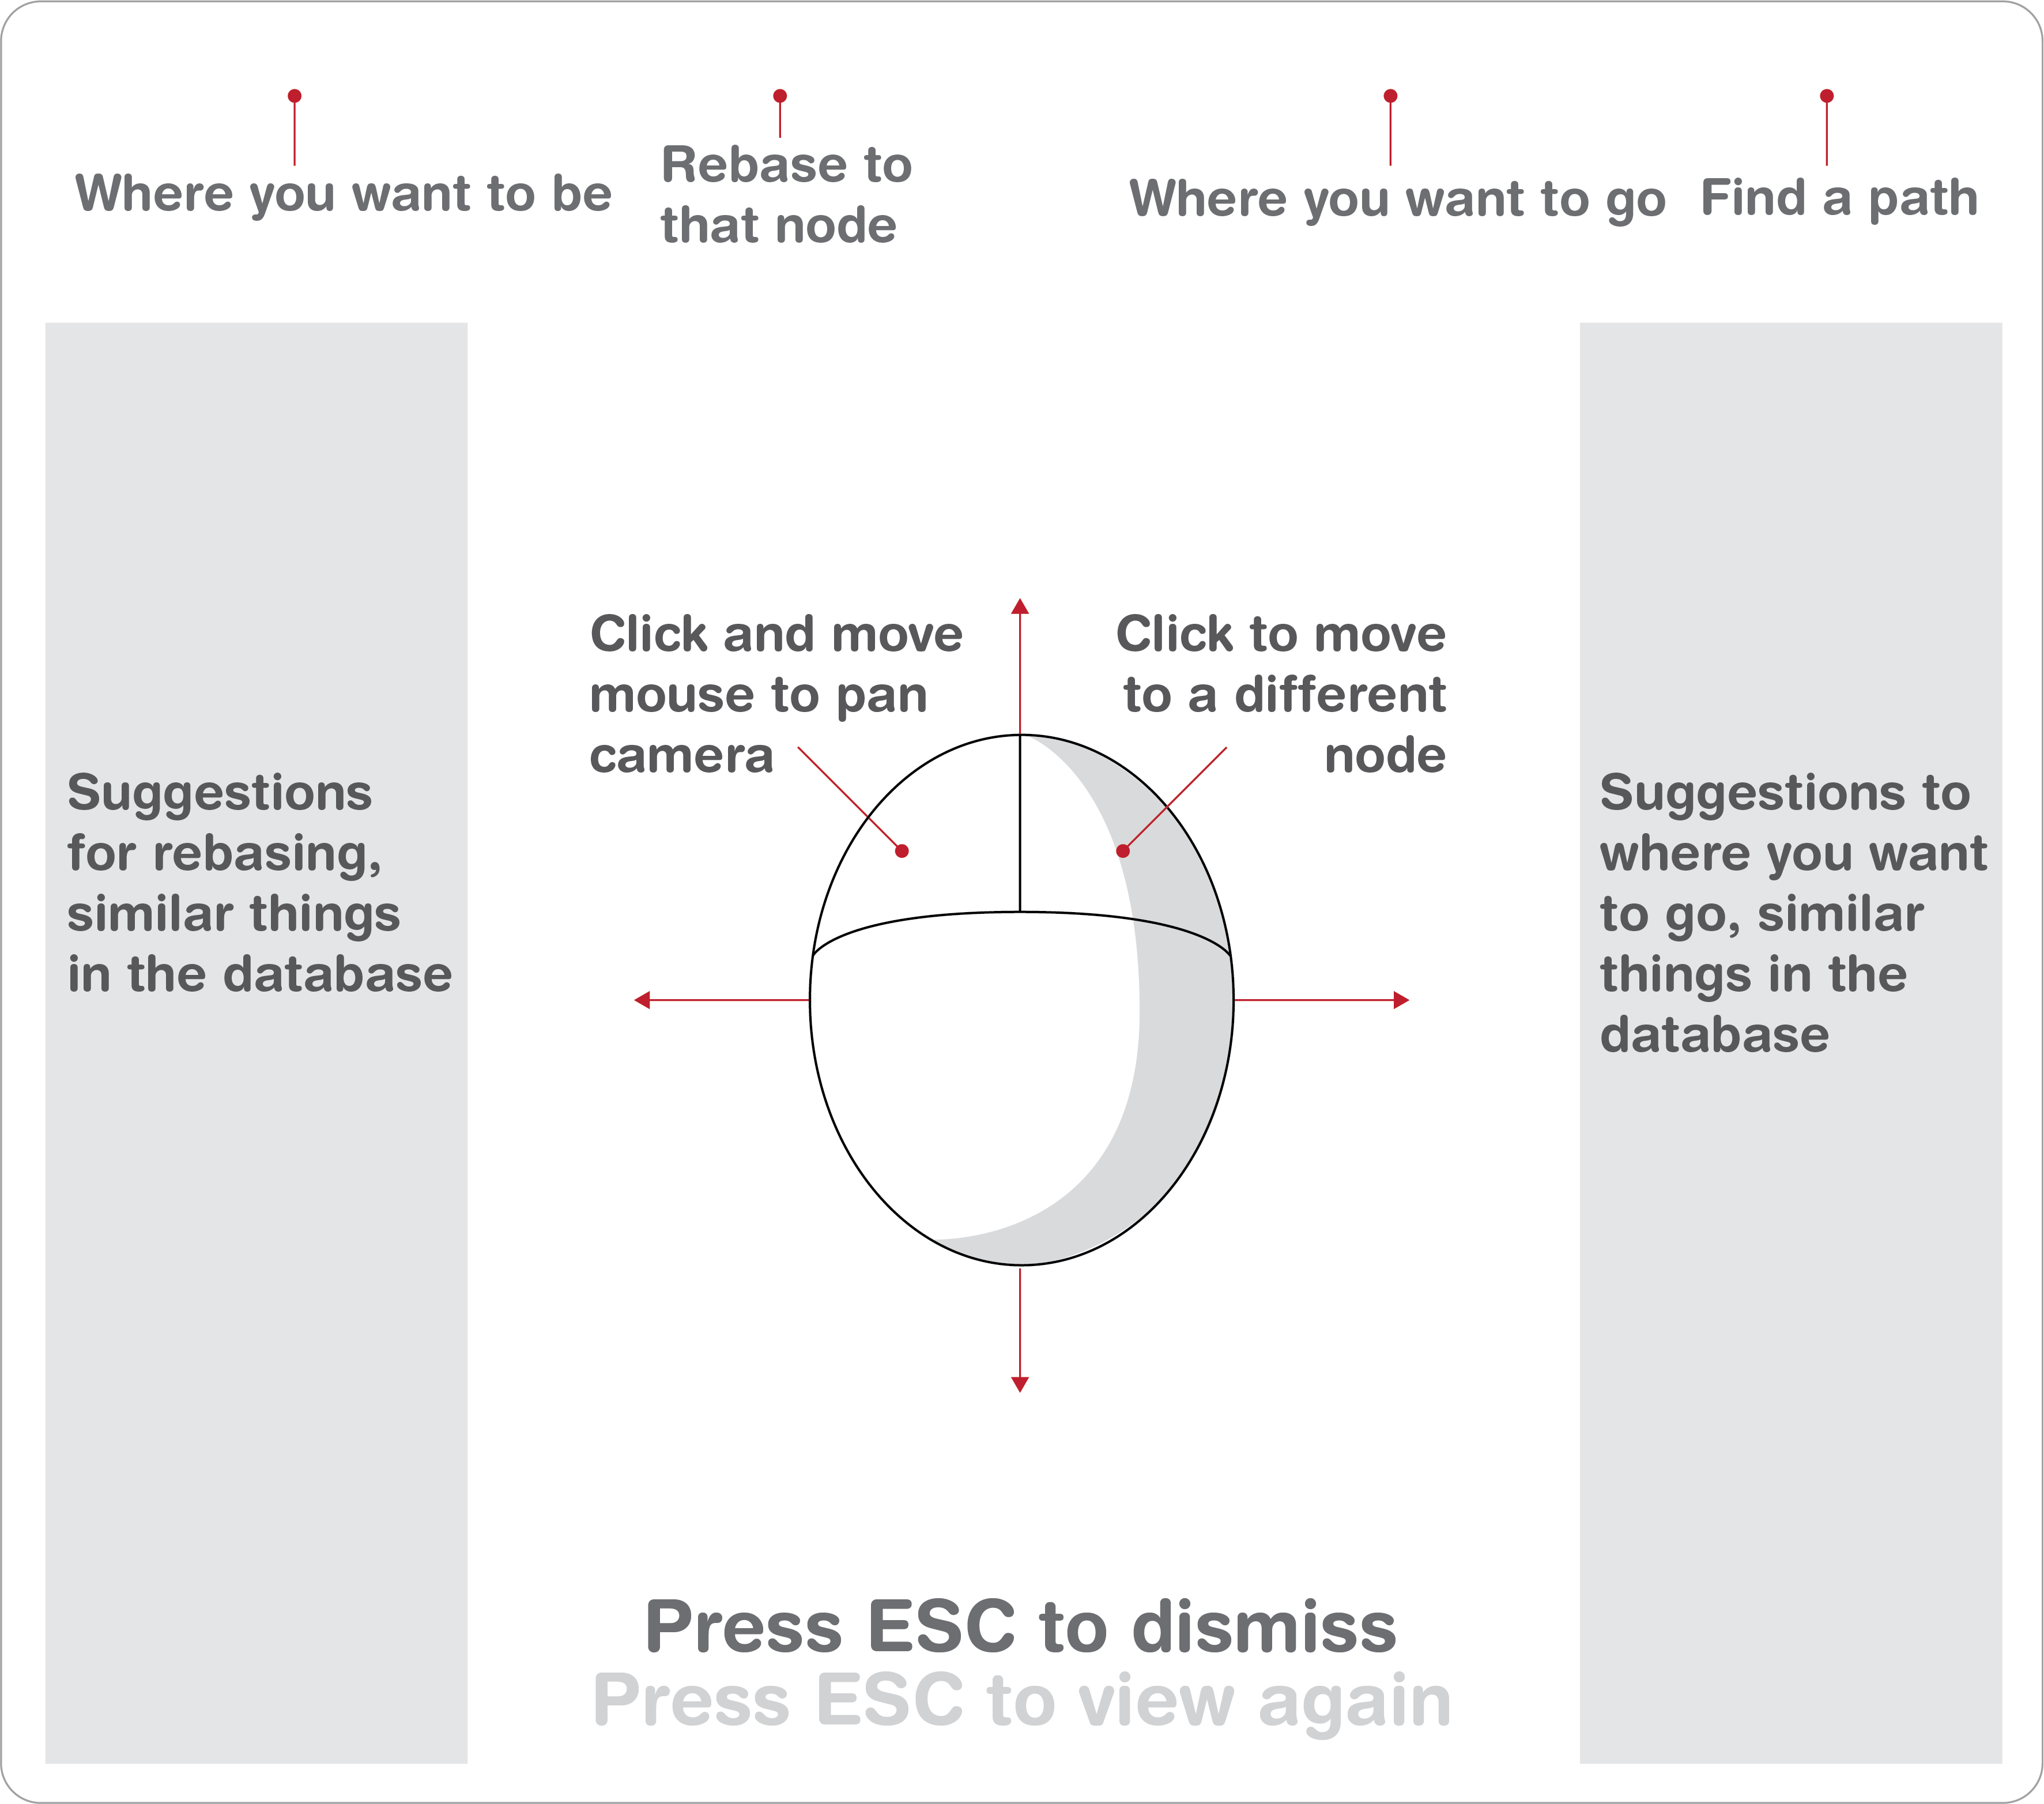 Where you want to be
Rebase to
that node
Where you want to go
Find a path
Click and move
mouse to pan
camera
Click to move
to a different
node
Suggestions
for rebasing,
similar things
in the database
Suggestions to
where you want
to go, similar
things in the
database
Press ESC to dismiss
Press ESC to view again